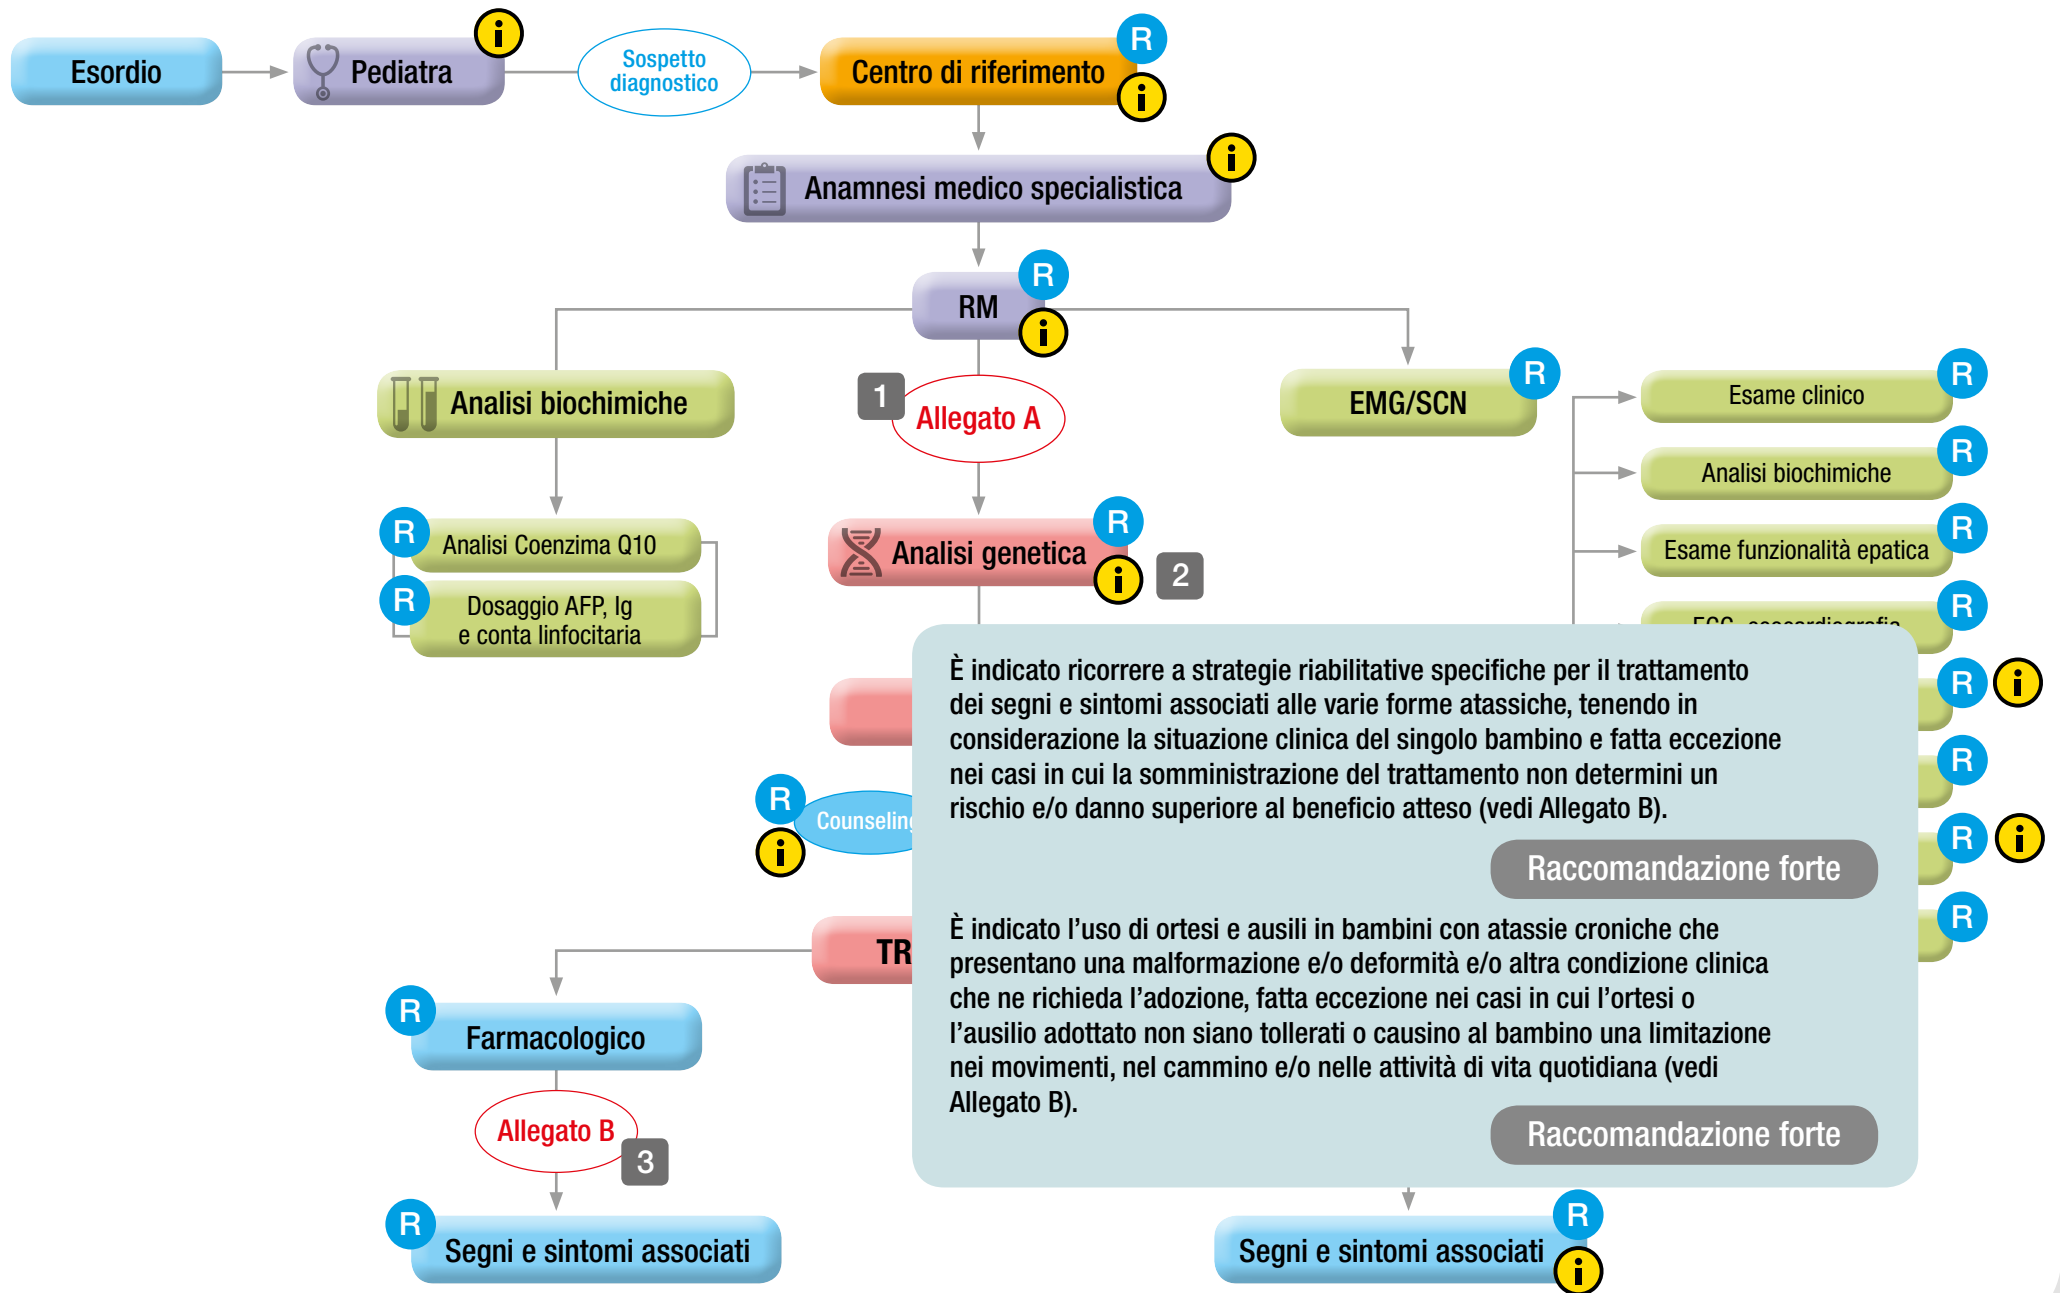 Esordio
Pediatra
i
Sospetto
diagnostico
Centro di riferimento
R
i
Anamnesi medico specialistica
i
RM
R
i
Analisi biochimiche
1
Allegato A
EMG/SCN
R
Esame clinico
R
Analisi biochimiche
R
R
Analisi Coenzima Q10
R
Dosaggio AFP, Ig
e conta linfocitaria
Analisi genetica
R
i
2
Esame funzionalità epatica
R
R
R
i
R
R
i
R
R
i
Counseling
È indicato ricorrere a strategie riabilitative specifiche per il trattamento
dei segni e sintomi associati alle varie forme atassiche, tenendo in
considerazione la situazione clinica del singolo bambino e fatta eccezione
nei casi in cui la somministrazione del trattamento non determini un
rischio e/o danno superiore al beneficio atteso (vedi Allegato B).
Raccomandazione forte
È indicato l’uso di ortesi e ausili in bambini con atassie croniche che
presentano una malformazione e/o deformità e/o altra condizione clinica
che ne richieda l’adozione, fatta eccezione nei casi in cui l’ortesi o
l’ausilio adottato non siano tollerati o causino al bambino una limitazione
nei movimenti, nel cammino e/o nelle attività di vita quotidiana (vedi
Allegato B).
Raccomandazione forte
TR
R
Farmacologico
Allegato B
3
R
Segni e sintomi associati
Segni e sintomi associati
R
i